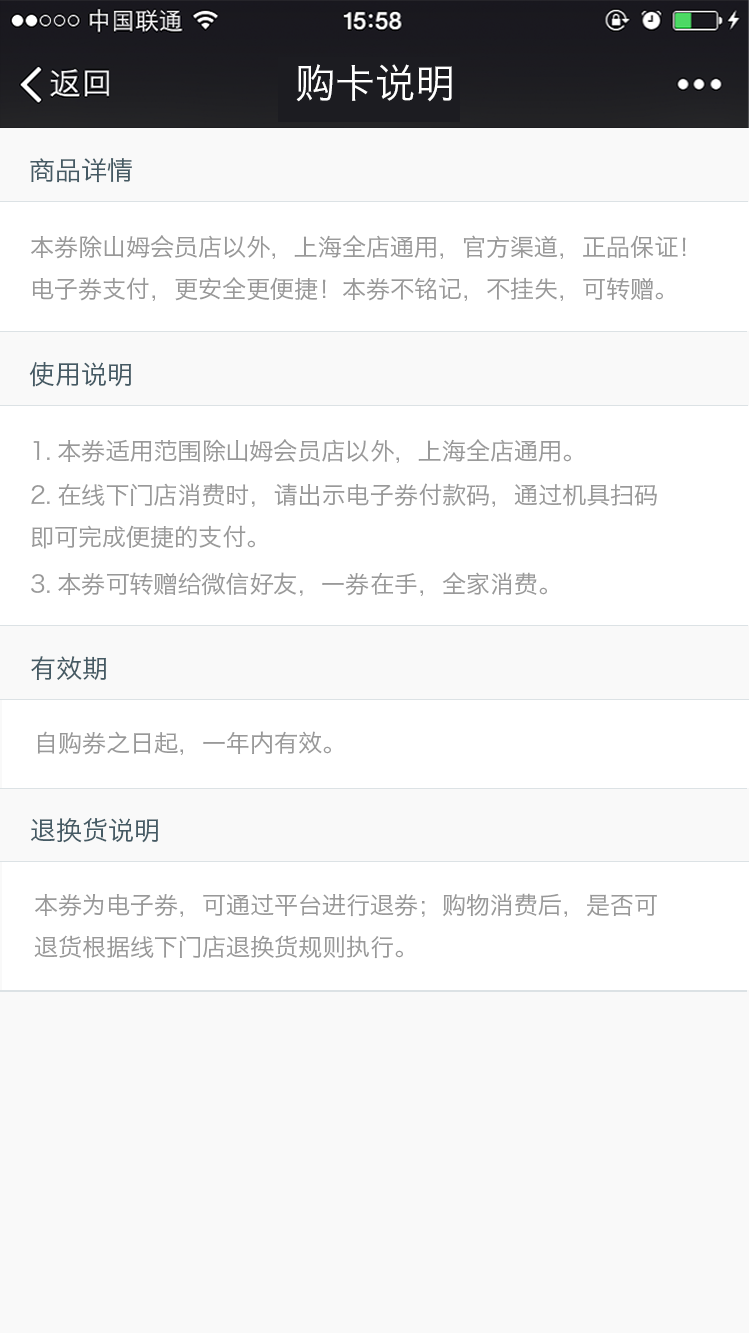 中国联通
15:58
返回
购卡说明
商品详情
本券除山姆会员店以外，上海全店通用，官方渠道，正品保证！
电子券支付，更安全更便捷！本券不铭记，不挂失，可转赠。
使用说明
1. 本券适用范围除山姆会员店以外，上海全店通用。
2. 在线下门店消费时，请出示电子券付款码，通过机具扫码
即可完成便捷的支付。
3. 本券可转赠给微信好友，一券在手，全家消费。
有效期
自购券之日起，一年内有效。
退换货说明
本券为电子券，可通过平台进行退券；购物消费后，是否可
退货根据线下门店退换货规则执行。